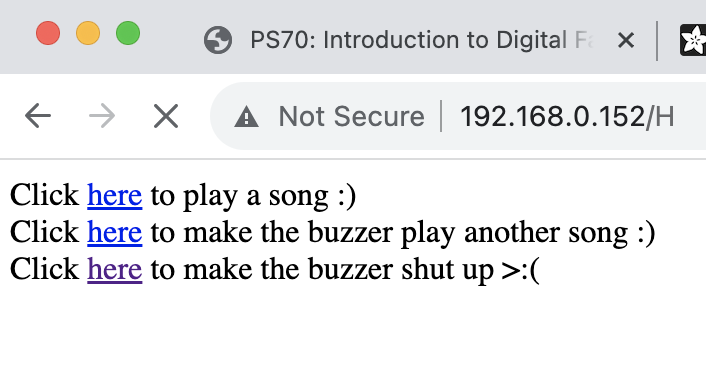 PS70: Introduction to Digital
Not Secure 192.168.0.152/H
Click here to play a song :)
Click here to make the buzzer play another song :)
Click here to make the buzzer shut up >:(